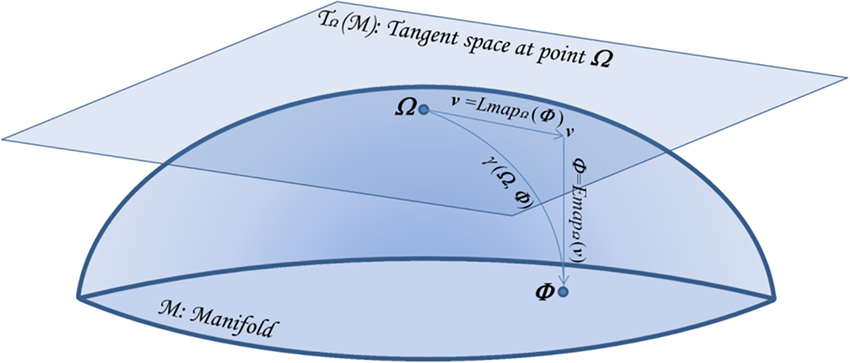 TΩ(M): Tangent space at point Ω
Ω
v =LmapΩ(Φ)
v
γ(Ω, Φ)
Φ=EmapΩ(v)
Φ
M: Manifold